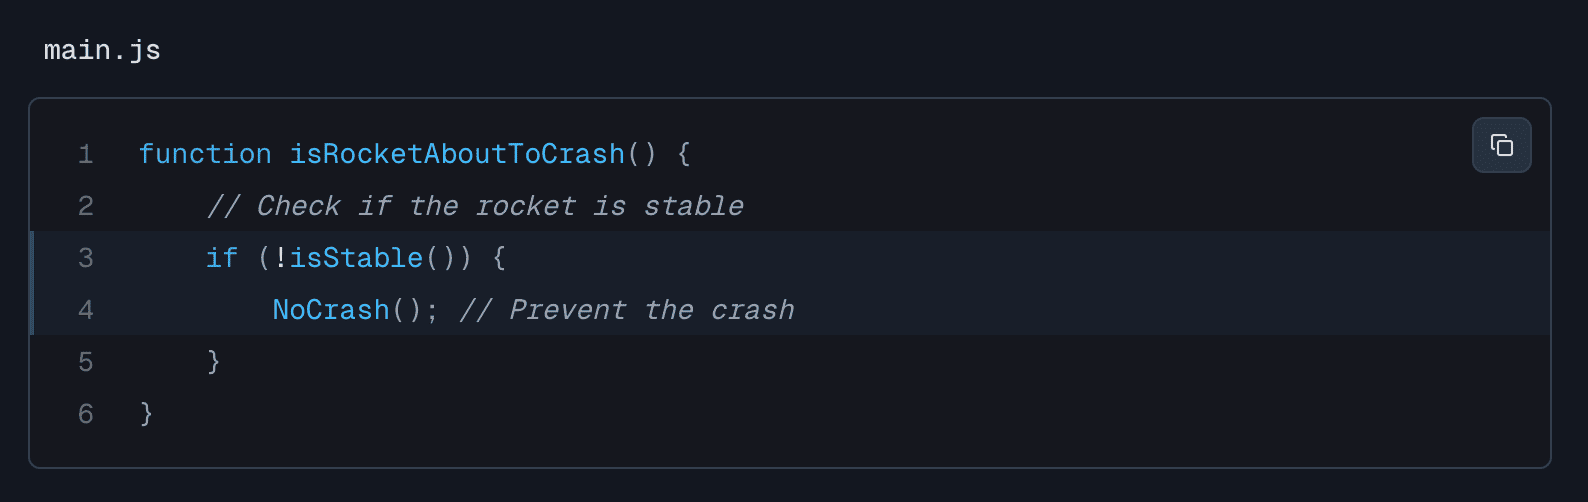 main.js
1 function isRocketAboutToCrash() {
2     // Check if the rocket is stable
3     if (!isStable()) {
4         NoCrash(); // Prevent the crash
5     }
6 }